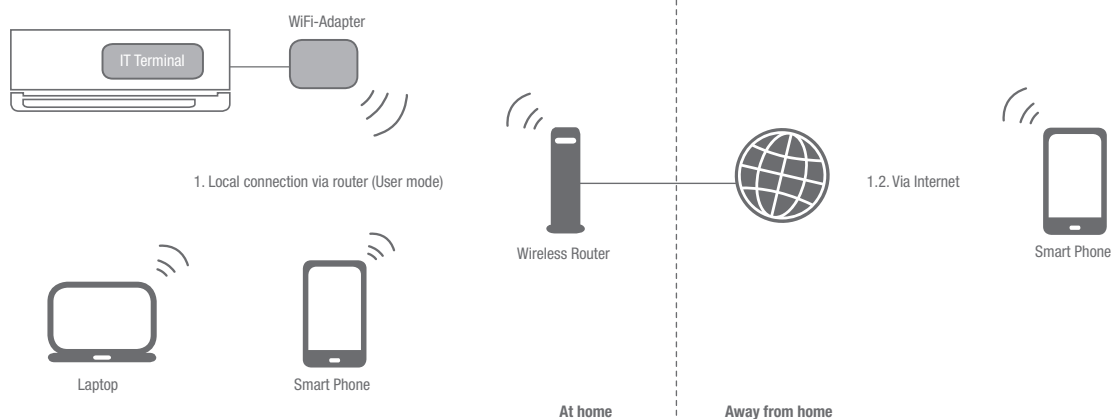 WiFi-Adapter
IT Terminal
1. Local connection via router (User mode)
1.2. Via Internet
Wireless Router
Smart Phone
Laptop
Smart Phone
At home
Away from home